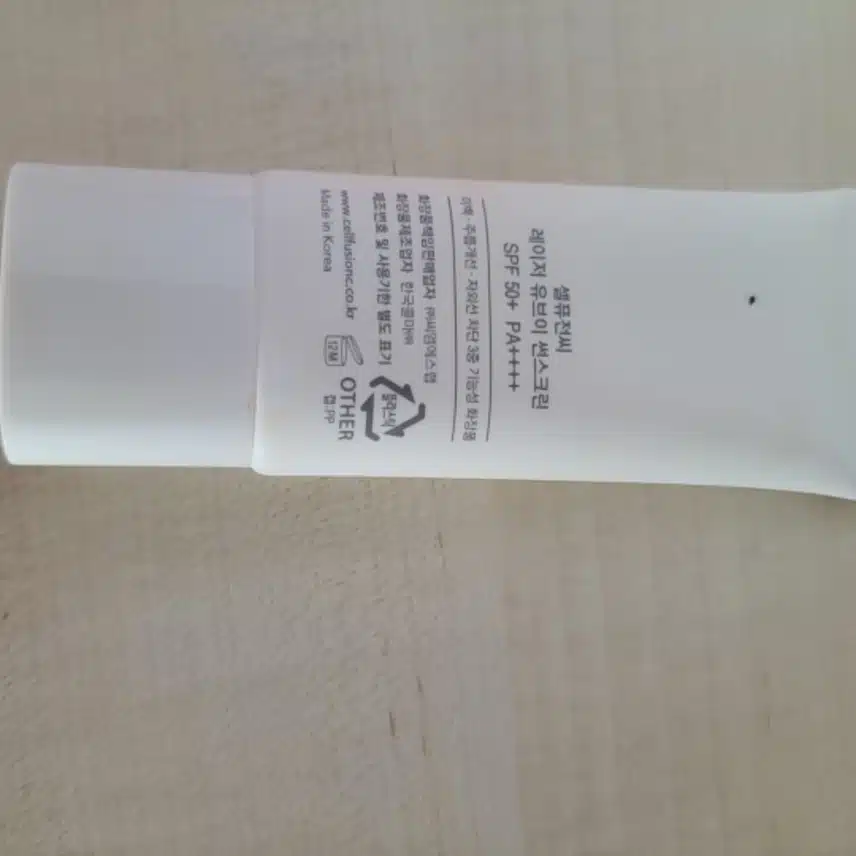 셀퓨전씨
레이저 유브이 썬스크린
SPF 50+ PA++++
미백 · 주름개선 · 자외선 차단 3중 기능성 화장품
화장품책임판매업자 ㈜씨엠에스랩
화장품제조업자 한국콜마㈜
제조번호 및 사용기한 별도 표기
www.cellfusionc.co.kr
Made in Korea
12M
플라스틱
OTHER
캡:PP